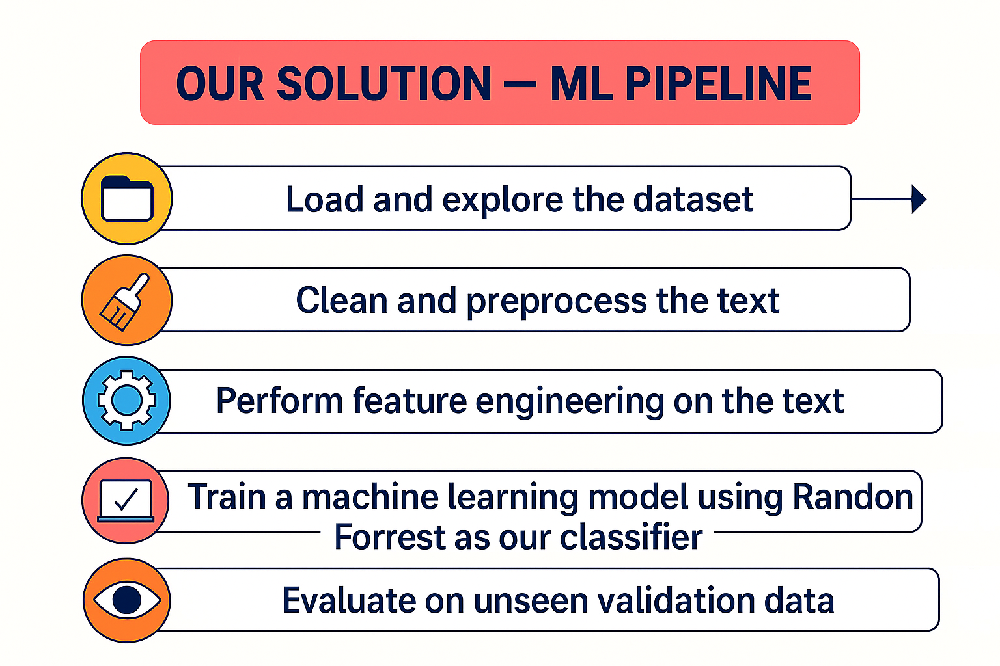 OUR SOLUTION — ML PIPELINE
Load and explore the dataset
Clean and preprocess the text
Perform feature engineering on the text
Train a machine learning model using Randon
Forrest as our classifier
Evaluate on unseen validation data